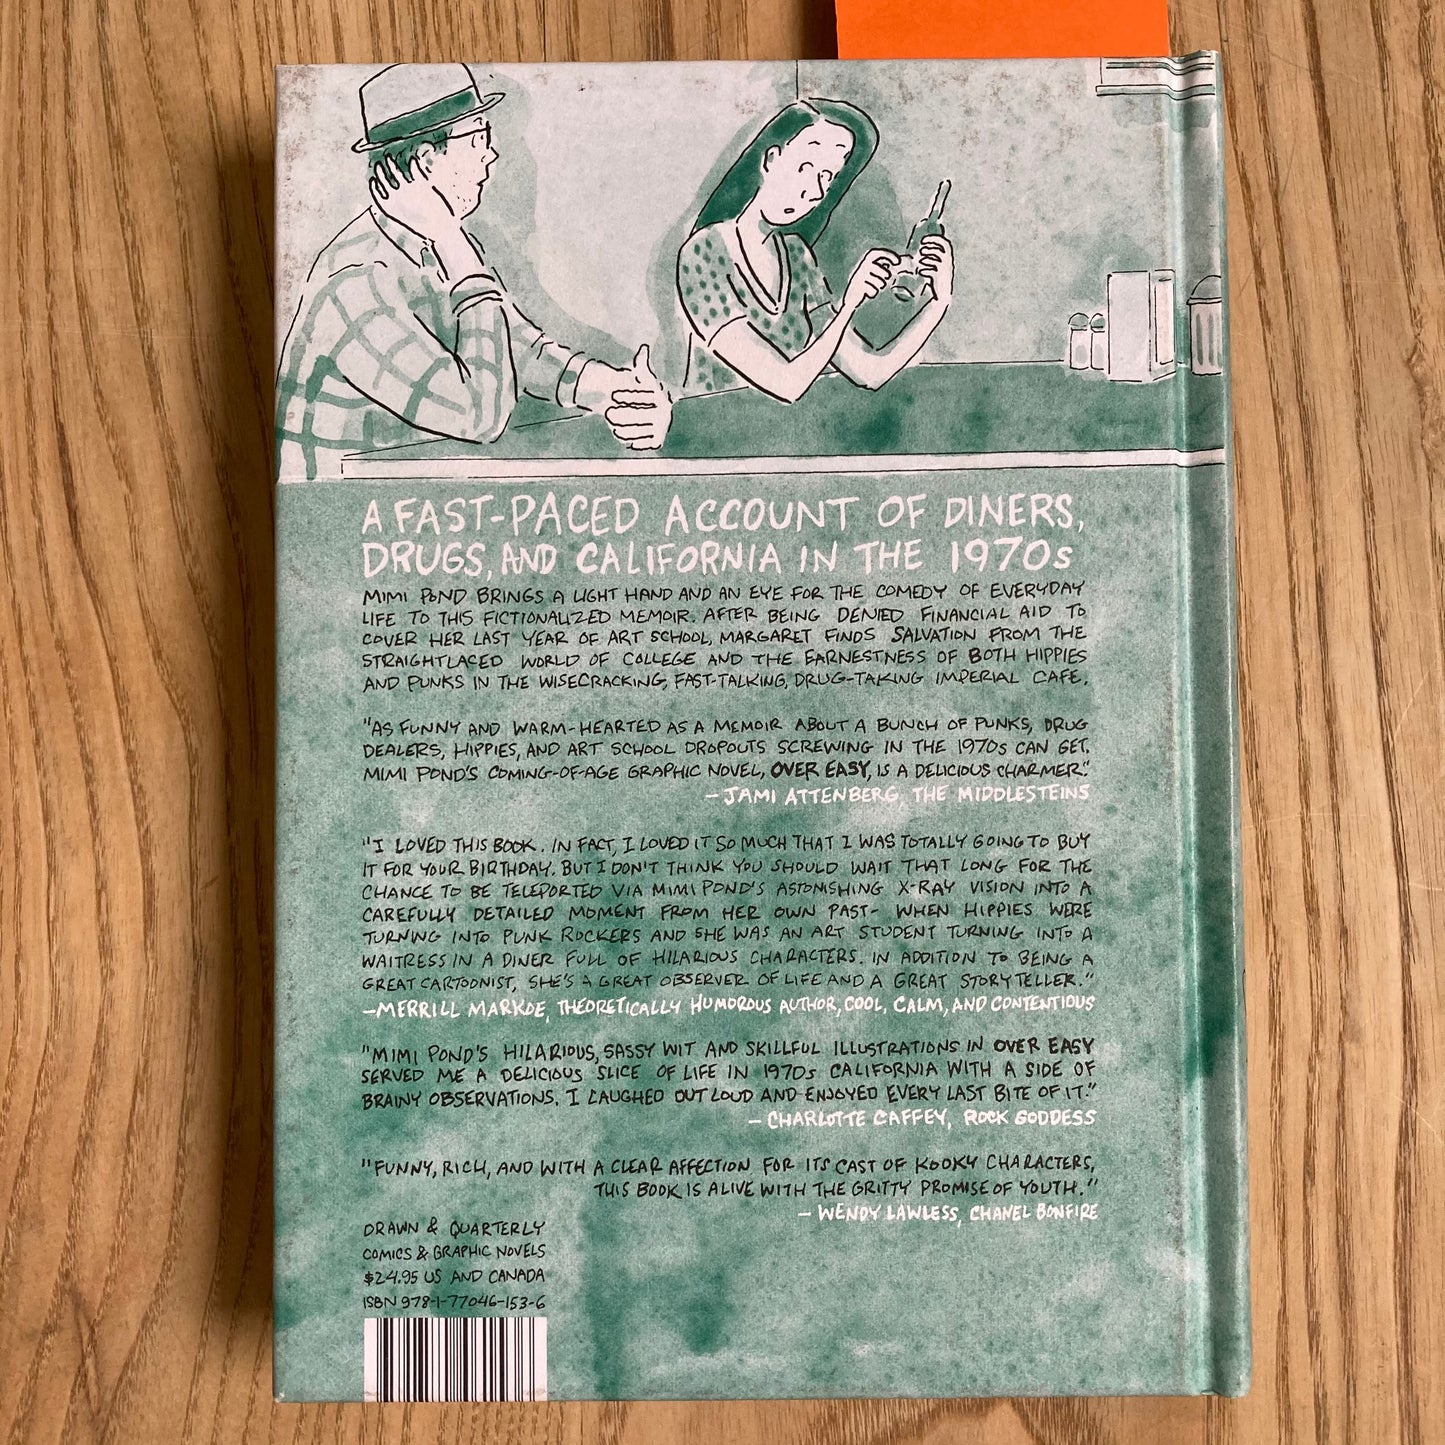 A FAST-PACED ACCOUNT OF DINERS,
DRUGS, AND CALIFORNIA IN THE 1970s
MIMI POND BRINGS A LIGHT HAND AND AN EYE FOR THE COMEDY OF EVERYDAY
LIFE TO THIS FICTIONALIZED MEMOIR. AFTER BEING DENIED FINANCIAL AID TO
COVER HER LAST YEAR OF ART SCHOOL, MARGARET FINDS SALVATION FROM THE
STRAIGHTLACED WORLD OF COLLEGE AND THE EARNESTNESS OF BOTH HIPPIES
AND PUNKS IN THE WISECRACKING, FAST-TALKING, DRUG-TAKING IMPERIAL CAFE.
"AS FUNNY AND WARM-HEARTED AS A MEMOIR ABOUT A BUNCH OF PUNKS, DRUG
DEALERS, HIPPIES, AND ART SCHOOL DROPOUTS SCREWING IN THE 1970s CAN GET,
MIMI POND'S COMING-OF-AGE GRAPHIC NOVEL, OVER EASY, IS A DELICIOUS CHARMER."
—JAMI ATTENBERG, THE MIDDLESTEINS
"I LOVED THIS BOOK. IN FACT, I LOVED IT SO MUCH THAT I WAS TOTALLY GOING TO BUY
IT FOR YOUR BIRTHDAY. BUT I DON'T THINK YOU SHOULD WAIT THAT LONG FOR THE
CHANCE TO BE TELEPORTED VIA MIMI POND'S ASTONISHING X-RAY VISION INTO A
CAREFULLY DETAILED MOMENT FROM HER OWN PAST- WHEN HIPPIES WERE
TURNING INTO PUNK ROCKERS AND SHE WAS AN ART STUDENT TURNING INTO A
WAITRESS IN A DINER FULL OF HILARIOUS CHARACTERS. IN ADDITION TO BEING A
GREAT CARTOONIST, SHE'S A GREAT OBSERVER OF LIFE AND A GREAT STORYTELLER."
—MERRILL MARKOE, THEORETICALLY HUMOROUS AUTHOR, COOL, CALM, AND CONTENTIOUS
"MIMI POND'S HILARIOUS, SASSY WIT AND SKILLFUL ILLUSTRATIONS IN OVER EASY
SERVED ME A DELICIOUS SLICE OF LIFE IN 1970s CALIFORNIA WITH A SIDE OF
BRAINY OBSERVATIONS. I LAUGHED OUT LOUD AND ENJOYED EVERY LAST BITE OF IT."
—CHARLOTTE CAFFEY, ROCK GODDESS
"FUNNY, RICH, AND WITH A CLEAR AFFECTION FOR ITS CAST OF KOOKY CHARACTERS,
THIS BOOK IS ALIVE WITH THE GRITTY PROMISE OF YOUTH."
—WENDY LAWLESS, CHANEL BONFIRE
DRAWN & QUARTERLY
COMICS & GRAPHIC NOVELS
$24.95 US AND CANADA
ISBN 978-1-77046-153-6